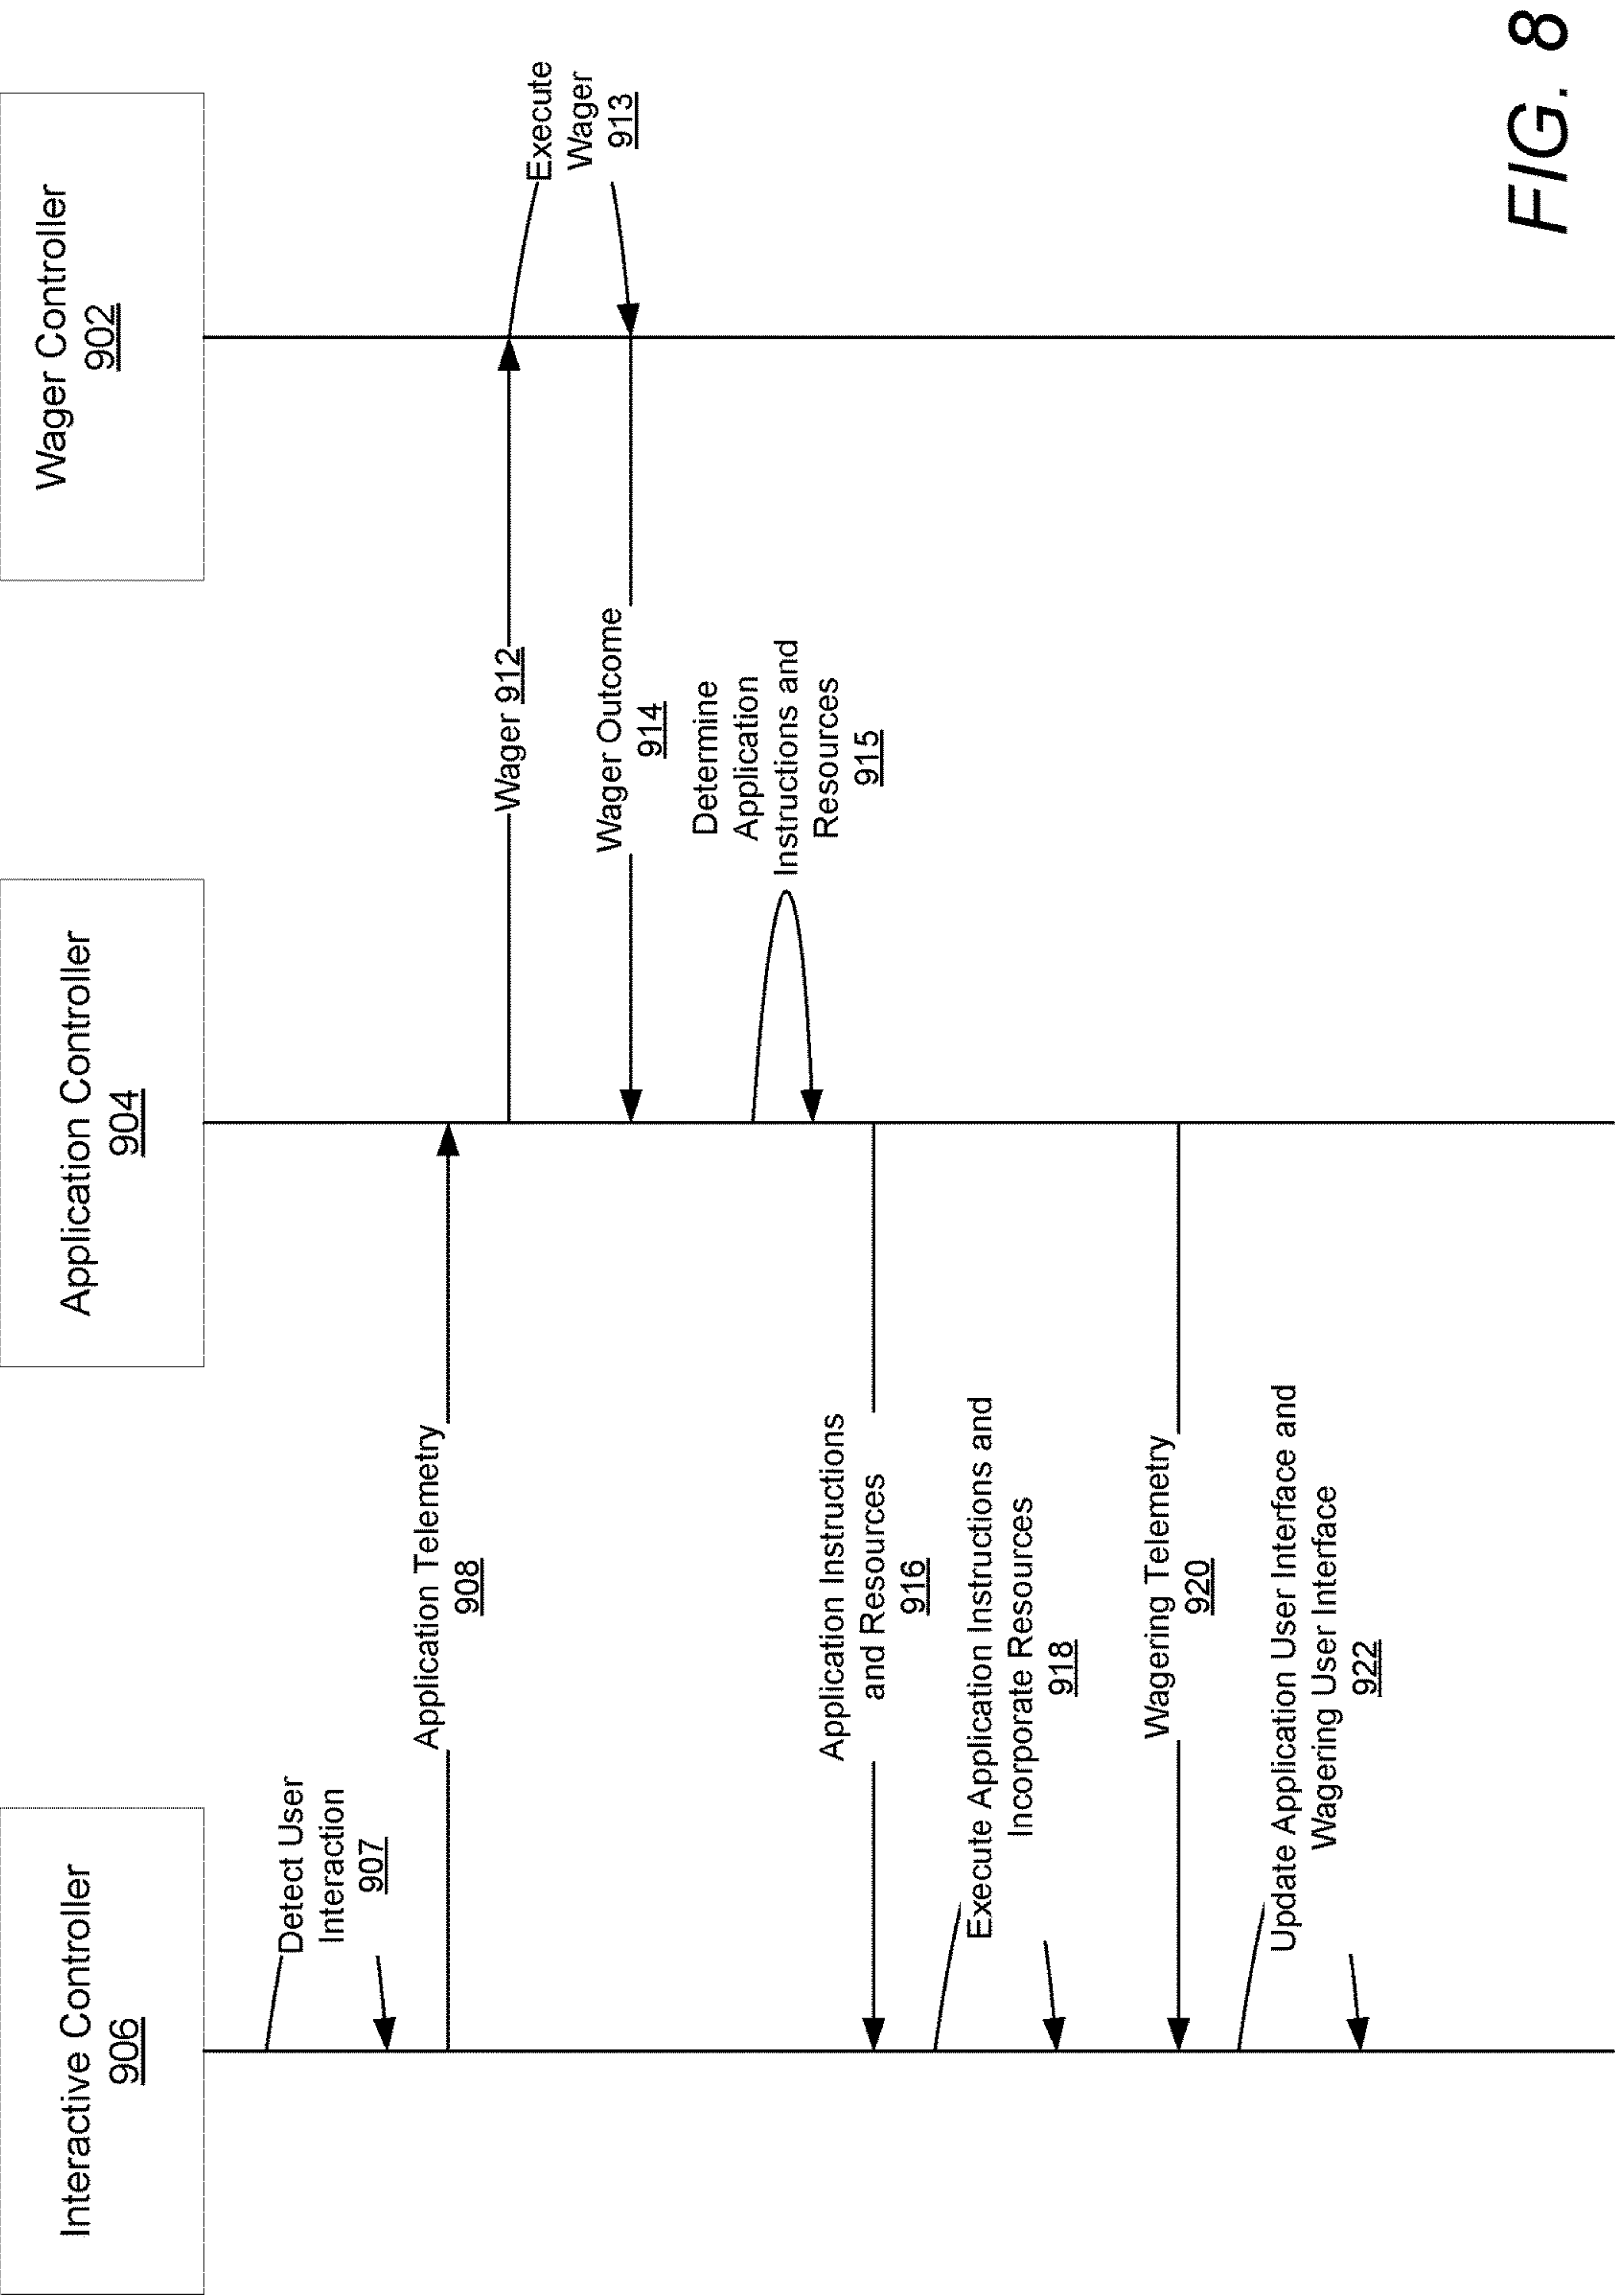 Interactive Controller
906
Application Controller
904
Wager Controller
902
Detect User
Interaction
907
Application Telemetry
908
Wager 912
Execute
Wager
913
Wager Outcome
914
Determine
Application
Instructions and
Resources
915
Application Instructions
and Resources
916
Execute Application Instructions and
Incorporate Resources
918
Wagering Telemetry
920
Update Application User Interface and
Wagering User Interface
922
FIG. 8